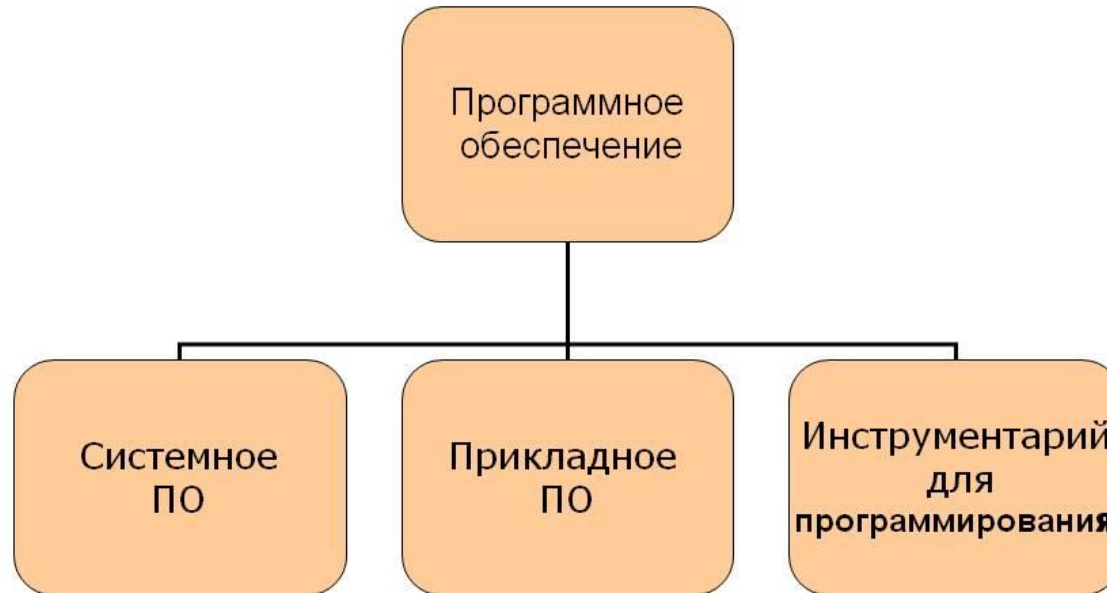 Программное
обеспечение
Системное
ПО
Прикладное
ПО
Инструментарий
для
программирования